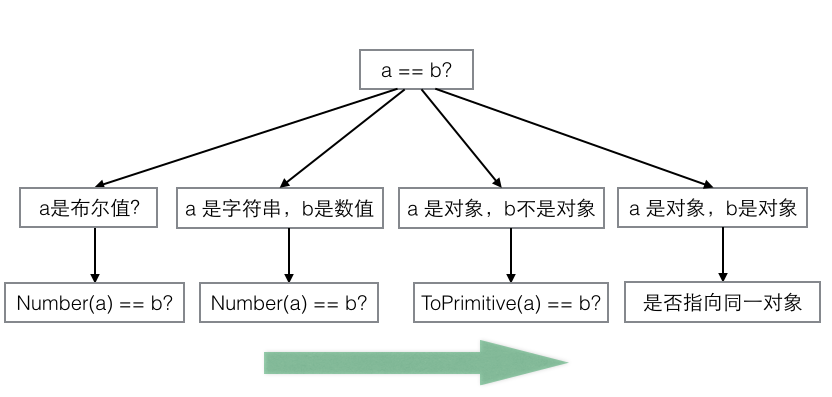 a == b?
a是布尔值?
a 是字符串，b是数值
a 是对象，b不是对象
a 是对象，b是对象
Number(a) == b?
Number(a) == b?
ToPrimitive(a) == b?
是否指向同一对象